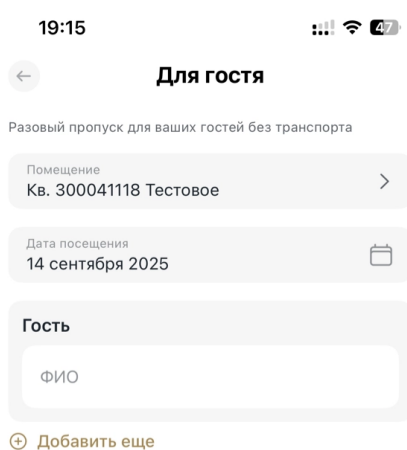 19:15
47
Для гостя
Разовый пропуск для ваших гостей без транспорта
Помещение
Кв. 300041118 Тестовое
Дата посещения
14 сентября 2025
Гость
ФИО
Добавить еще